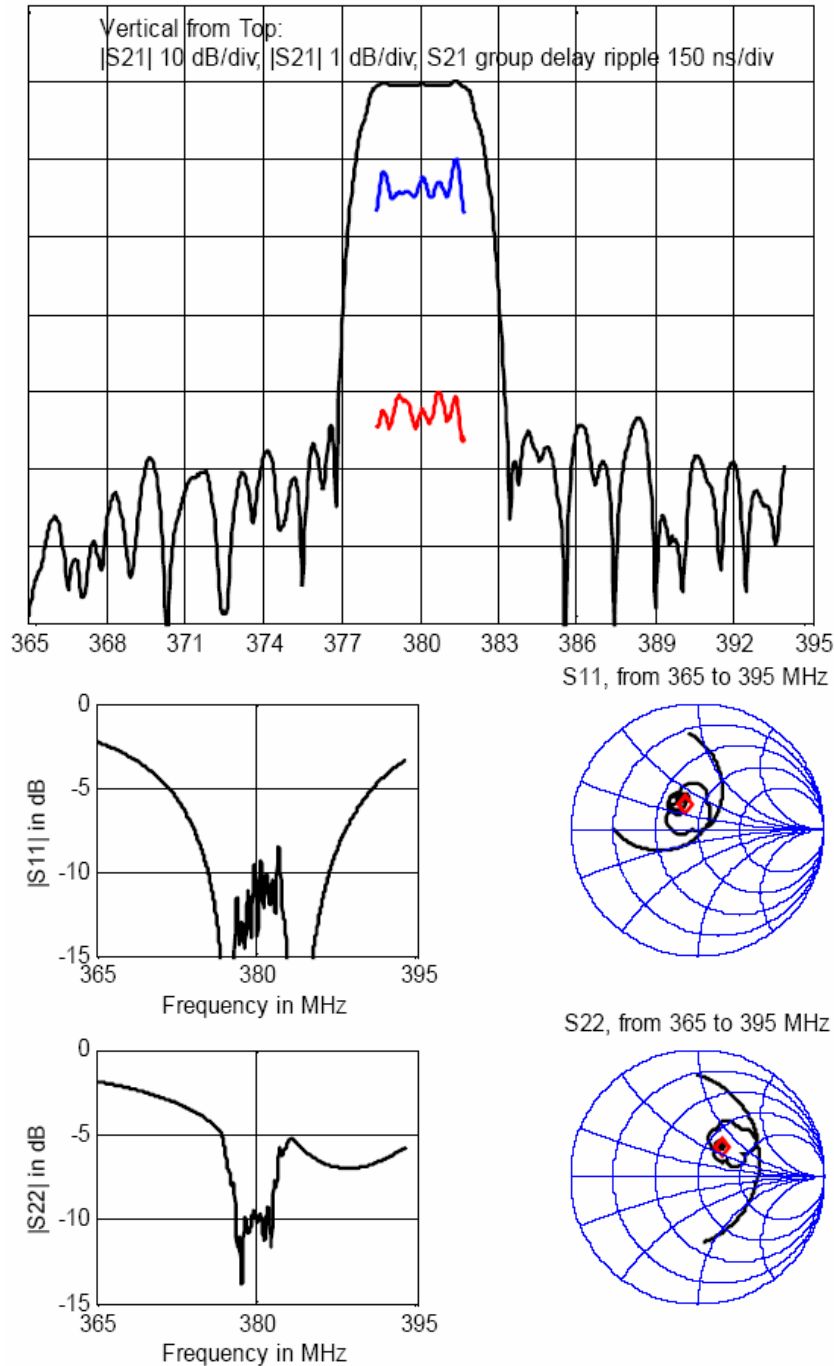 Vertical from Top:
|S21| 10 dB/div; |S21| 1 dB/div; S21 group delay ripple 150 ns/div
365 368 371 374 377 380 383 386 389 392 395
S11, from 365 to 395 MHz
0
-5
-10
-15
|S11| in dB
365 380 395
Frequency in MHz
S22, from 365 to 395 MHz
0
-5
-10
-15
|S22| in dB
365 380 395
Frequency in MHz